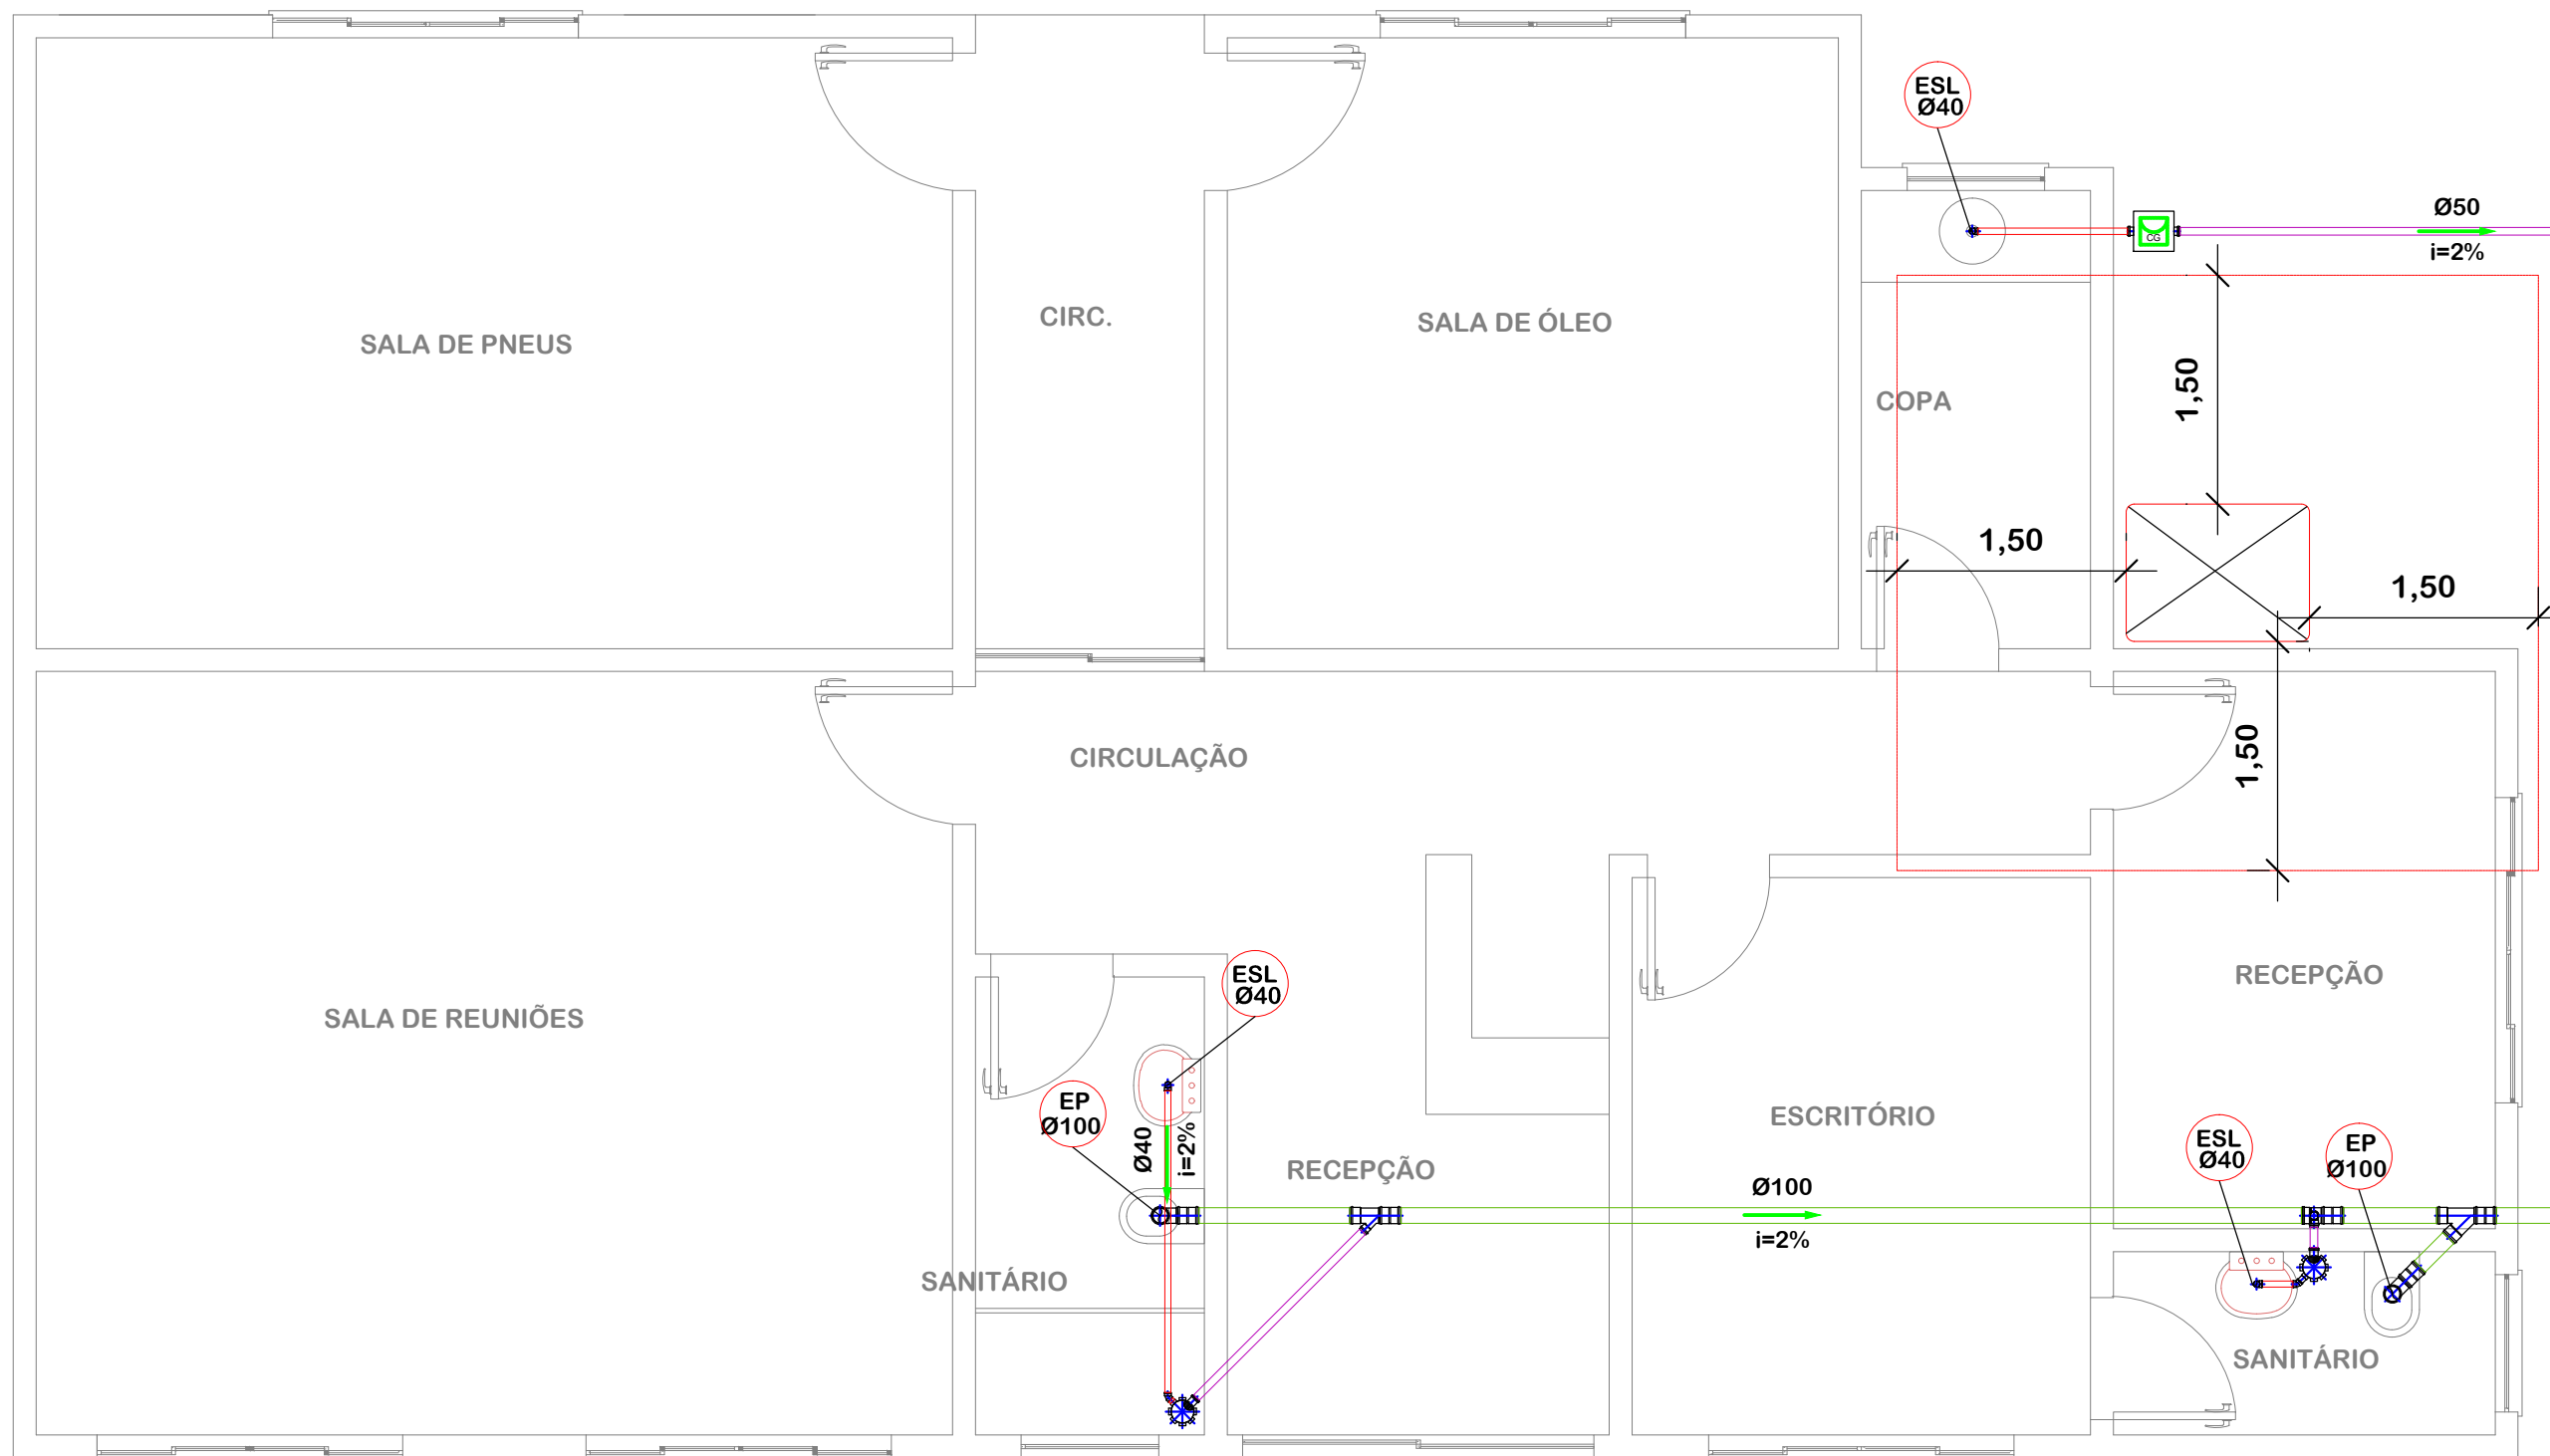 ESL
Ø40
Ø50
CG
i=2%
CIRC.
SALA DE ÓLEO
SALA DE PNEUS
1,50
COPA
1,50
1,50
1,50
CIRCULAÇÃO
ESL
Ø40
RECEPÇÃO
SALA DE REUNIÕES
EP
Ø100
Ø40
i=2%
ESCRITÓRIO
RECEPÇÃO
ESL
Ø40
EP
Ø100
Ø100
i=2%
SANITÁRIO
SANITÁRIO